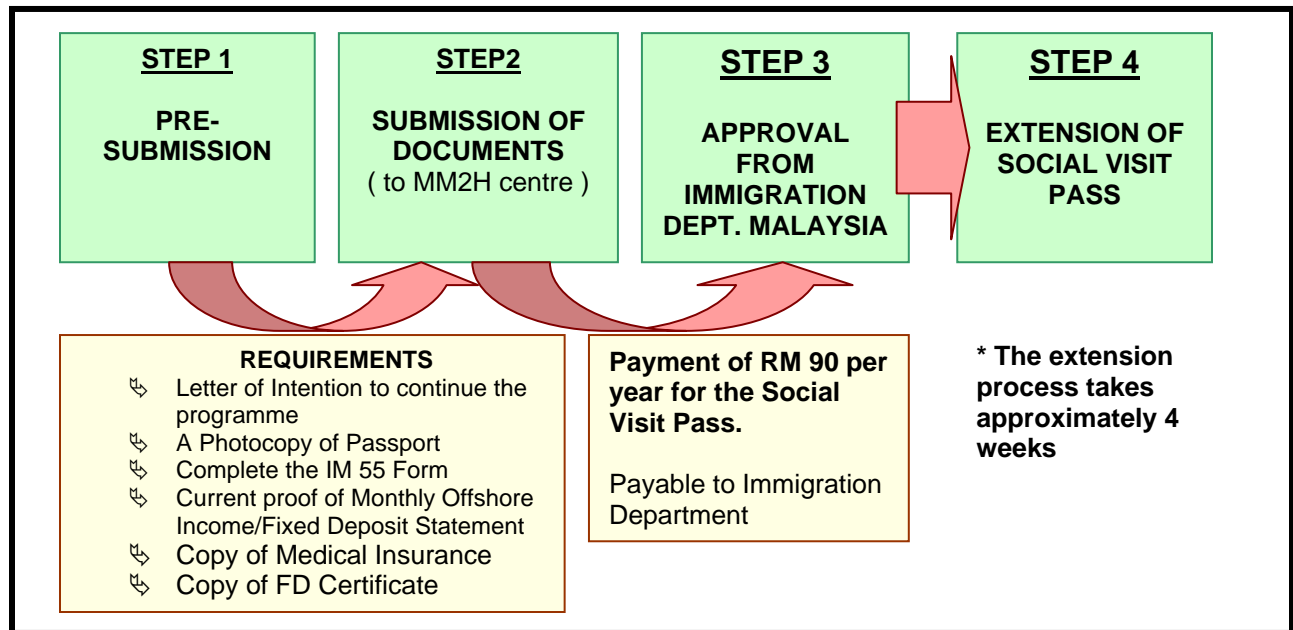 STEP 1
PRE-
SUBMISSION
STEP2
SUBMISSION OF
DOCUMENTS
( to MM2H centre )
STEP 3
APPROVAL
FROM
IMMIGRATION
DEPT. MALAYSIA
STEP 4
EXTENSION OF
SOCIAL VISIT
PASS
REQUIREMENTS
Letter of Intention to continue the
programme
A Photocopy of Passport
Complete the IM 55 Form
Current proof of Monthly Offshore
Income/Fixed Deposit Statement
Copy of Medical Insurance
Copy of FD Certificate
Payment of RM 90 per
year for the Social
Visit Pass.
Payable to Immigration
Department
* The extension
process takes
approximately 4
weeks